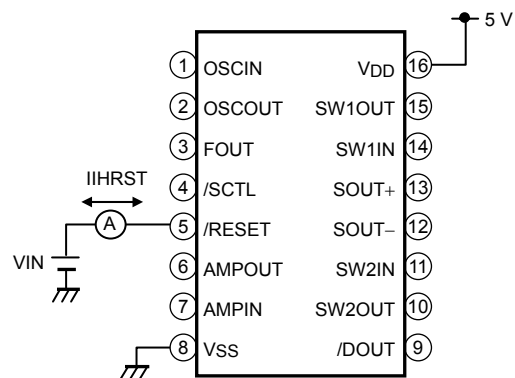 5 V
1 OSCIN VDD 16
2 OSCOUT SW1OUT 15
3 FOUT SW1IN 14
IIHRST
4 /SCTL SOUT+ 13
A
5 /RESET SOUT− 12
VIN
6 AMPOUT SW2IN 11
7 AMPIN SW2OUT 10
8 VSS /DOUT 9